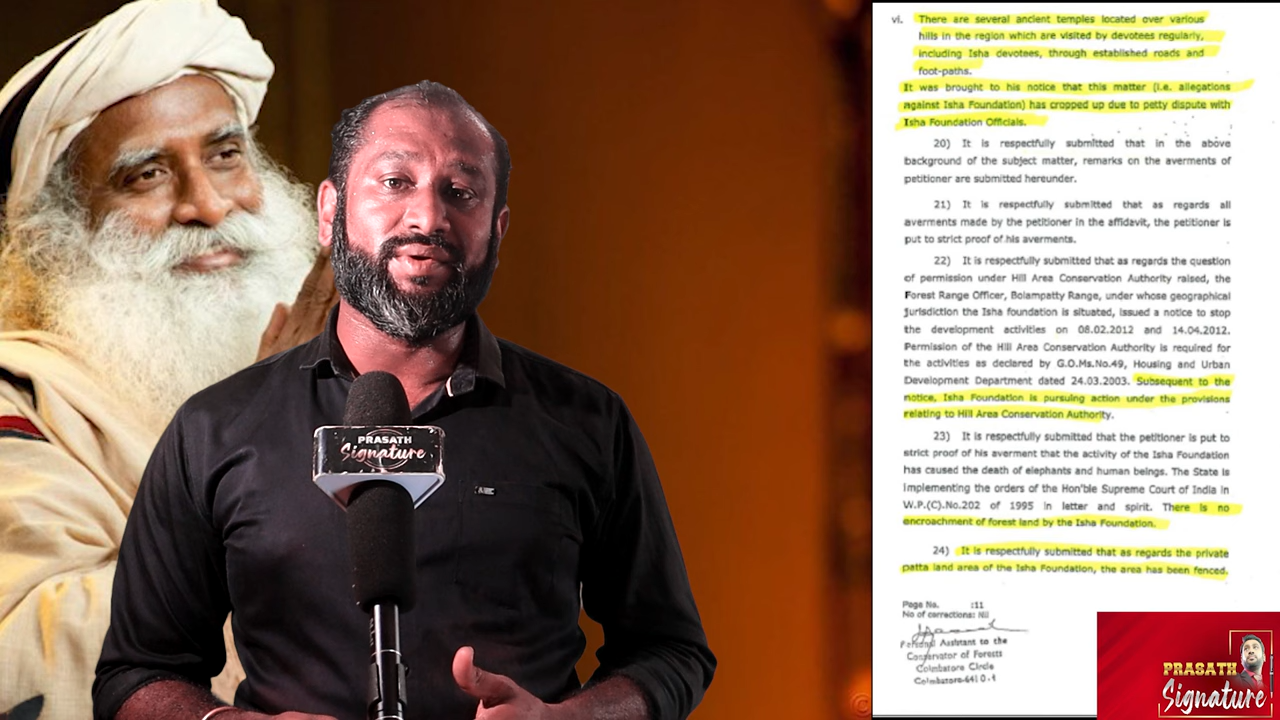 PRASATH
Signature
vi. There are several ancient temples located over various
hills in the region which are visited by devotees regularly,
including Isha devotees, through established roads and
foot-paths.
It was brought to his notice that this matter (i.e. allegations
against Isha Foundation) has cropped up due to petty dispute with
Isha Foundation Officials.
20) It is respectfully submitted that in the above
background of the subject matter, remarks on the averments of
petitioner are submitted hereunder.
21) It is respectfully submitted that as regards all
averments made by the petitioner in the affidavit, the petitioner is
put to strict proof of his averments.
22) It is respectfully submitted that as regards the question
of permission under Hill Area Conservation Authority raised, the
Forest Range Officer, Bolampatty Range, under whose geographical
jurisdiction the Isha foundation is situated, issued a notice to stop
the development activities on 08.02.2012 and 14.04.2012.
Permission of the Hill Area Conservation Authority is required for
the activities as declared by G.O.Ms.No.49, Housing and Urban
Development Department dated 24.03.2003. Subsequent to the
notice, Isha Foundation is pursuing action under the provisions
relating to Hill Area Conservation Authority.
23) It is respectfully submitted that the petitioner is put to
strict proof of his averment that the activity of the Isha Foundation
has caused the death of elephants and human beings. The State is
implementing the orders of the Hon'ble Supreme Court of India in
W.P.(C).No.202 of 1995 in letter and spirit. There is no
encroachment of forest land by the Isha Foundation.
24) It is respectfully submitted that as regards the private
patta land area of the Isha Foundation, the area has been fenced.
Page No. :11
No of corrections: Nil
Personal Assistant to the
Conservator of Forests
Coimbatore Circle
PRASATH
Signature